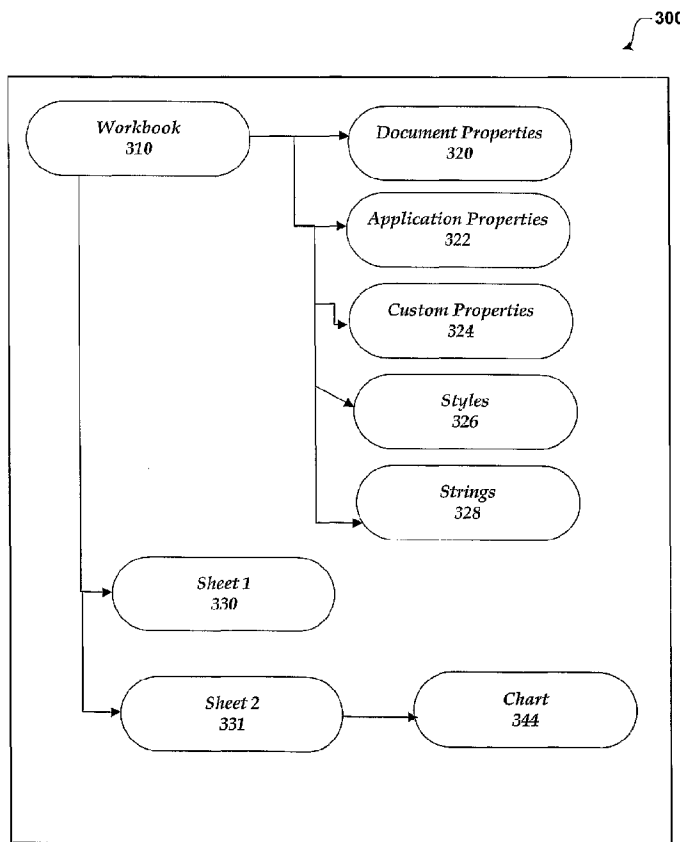 300
Workbook
310
Document Properties
320
Application Properties
322
Custom Properties
324
Styles
326
Strings
328
Sheet 1
330
Sheet 2
331
Chart
344